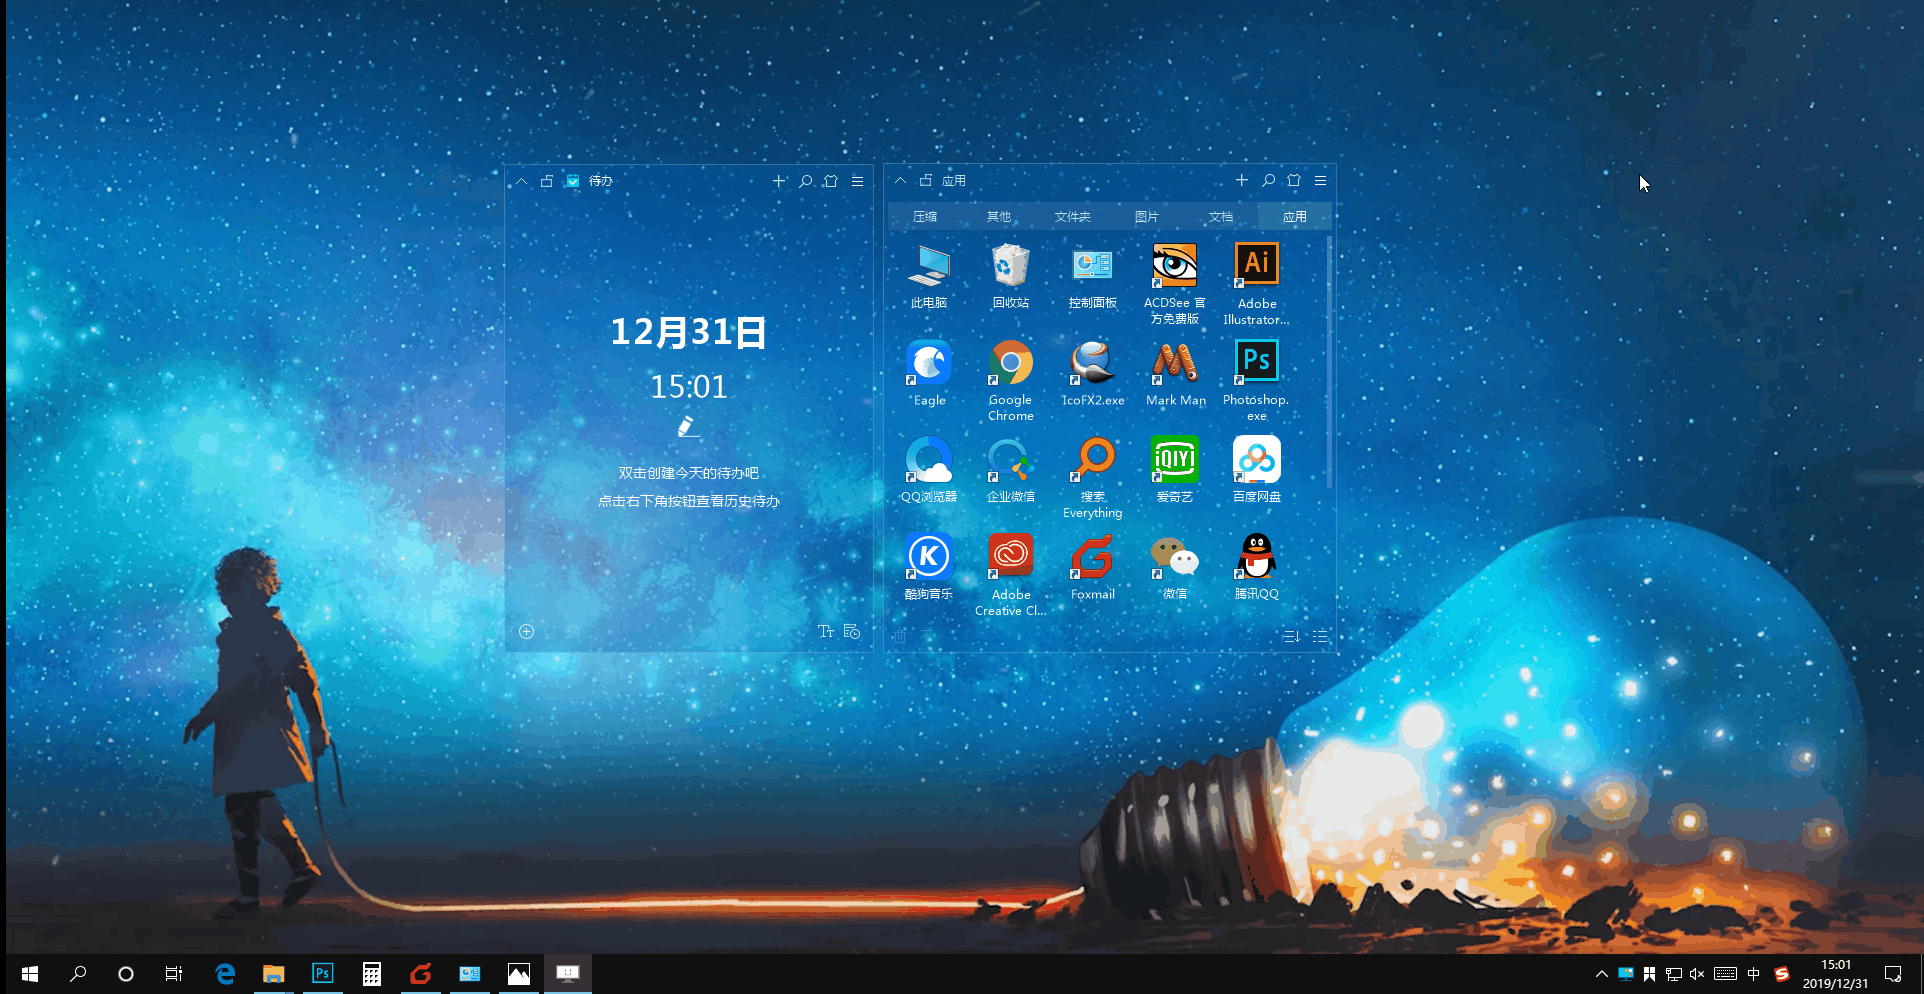 待办
12月31日
15:01
双击创建今天的待办吧
点击右下角按钮查看历史待办
Tт
应用
压缩 其他 文件夹 图片 文档 应用
此电脑 回收站 控制面板 ACDSee 官方免费版 Adobe Illustrator...
Ai
Eagle Google Chrome IcoFX2.exe Mark Man Photoshop.exe
Ps
QQ浏览器 企业微信 搜索 Everything 爱奇艺 百度网盘
iQIYI
酷狗音乐 Adobe Creative Cl... Foxmail 微信 腾讯QQ
K
Ps
中
S
15:01
2019/12/31